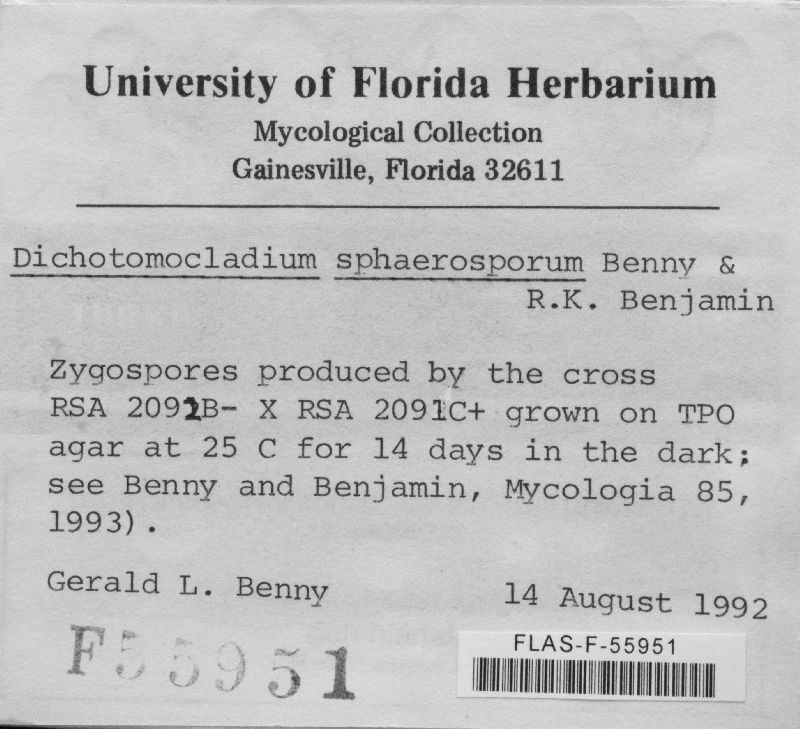 University of Florida Herbarium
Mycological Collection
Gainesville, Florida 32611
Dichotomocladium sphaerosporum Benny &
R.K. Benjamin
Zygospores produced by the cross
RSA 2091B- X RSA 2091C+ grown on TPO
agar at 25 C for 14 days in the dark;
see Benny and Benjamin, Mycologia 85,
1993).
Gerald L. Benny 14 August 1992
F55951
FLAS-F-55951